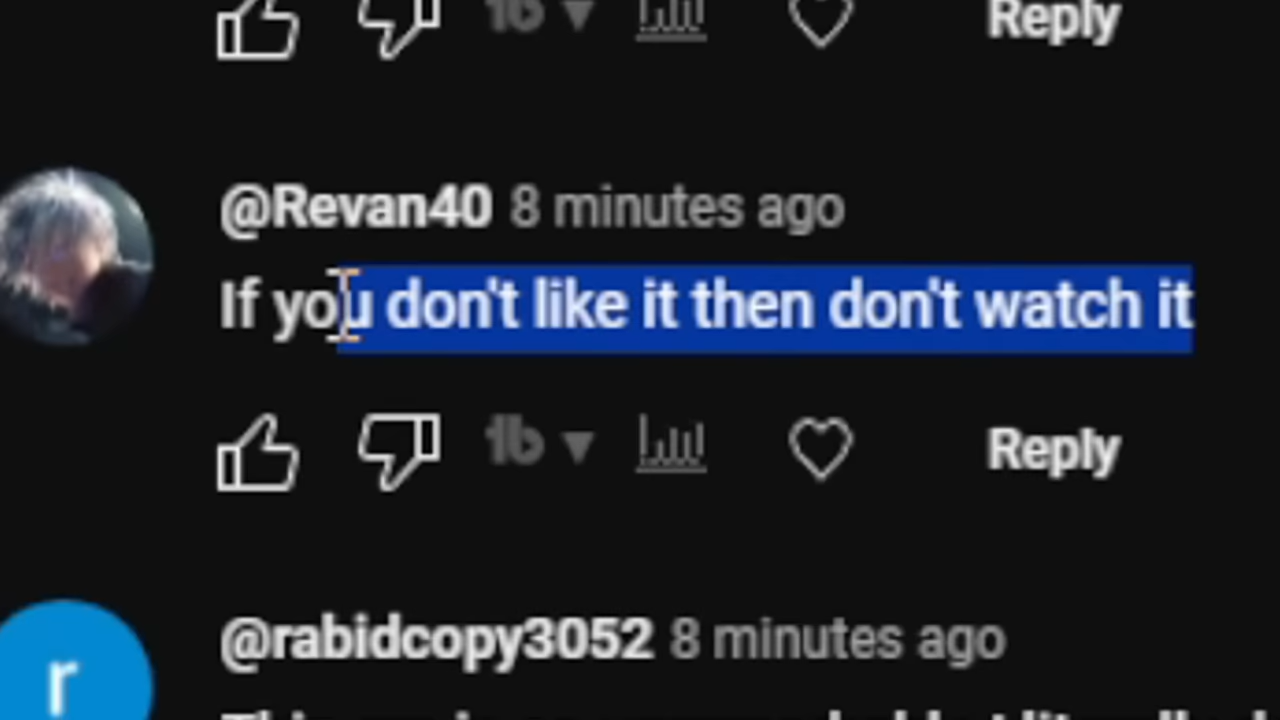 Reply
@Revan40 8 minutes ago
If you don't like it then don't watch it
tb ▼
Reply
@rabidcopy3052 8 minutes ago
r